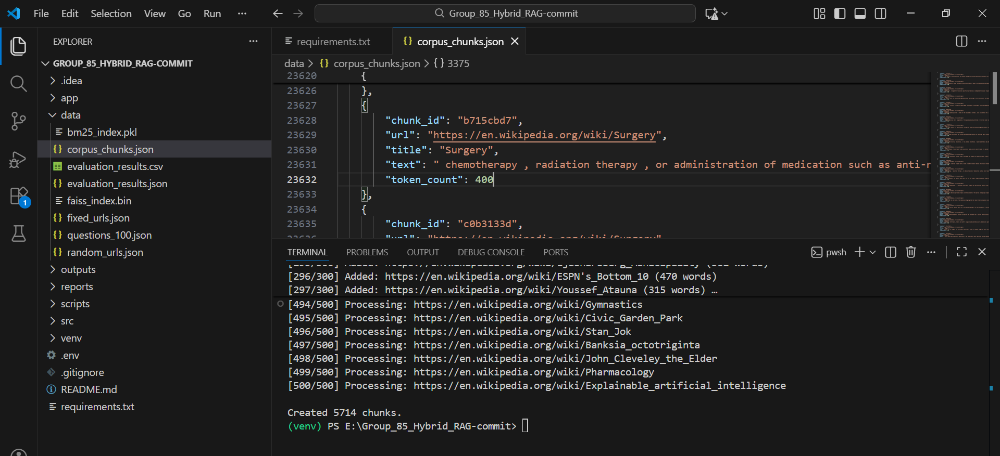 File Edit Selection View Go Run ··· Group_85_Hybrid_RAG-commit
EXPLORER ···
GROUP_85_HYBRID_RAG-COMMIT
.idea
app
data
bm25_index.pkl
corpus_chunks.json
evaluation_results.csv
evaluation_results.json
faiss_index.bin
fixed_urls.json
questions_100.json
random_urls.json
outputs
reports
scripts
src
venv
.env
.gitignore
README.md
requirements.txt
1
requirements.txt {} corpus_chunks.json
data > {} corpus_chunks.json > {} 3375
23620 {
23626 },
23627 {
23628 "chunk_id": "b715cbd7",
23629 "url": "https://en.wikipedia.org/wiki/Surgery",
23630 "title": "Surgery",
23631 "text": " chemotherapy , radiation therapy , or administration of medication such as anti-
23632 "token_count": 400
23633 },
23634 {
23635 "chunk_id": "c0b3133d",
23636 "url": "https://en.wikipedia.org/wiki/Surgery"
TERMINAL PROBLEMS OUTPUT DEBUG CONSOLE PORTS pwsh
[296/300] Added: https://en.wikipedia.org/wiki/ESPN's_Bottom_10 (470 words)
[297/300] Added: https://en.wikipedia.org/wiki/Youssef_Atauna (315 words) …
[494/500] Processing: https://en.wikipedia.org/wiki/Gymnastics
[495/500] Processing: https://en.wikipedia.org/wiki/Civic_Garden_Park
[496/500] Processing: https://en.wikipedia.org/wiki/Stan_Jok
[497/500] Processing: https://en.wikipedia.org/wiki/Banksia_octotriginta
[498/500] Processing: https://en.wikipedia.org/wiki/John_Cleveley_the_Elder
[499/500] Processing: https://en.wikipedia.org/wiki/Pharmacology
[500/500] Processing: https://en.wikipedia.org/wiki/Explainable_artificial_intelligence
Created 5714 chunks.
(venv) PS E:\Group_85_Hybrid_RAG-commit>